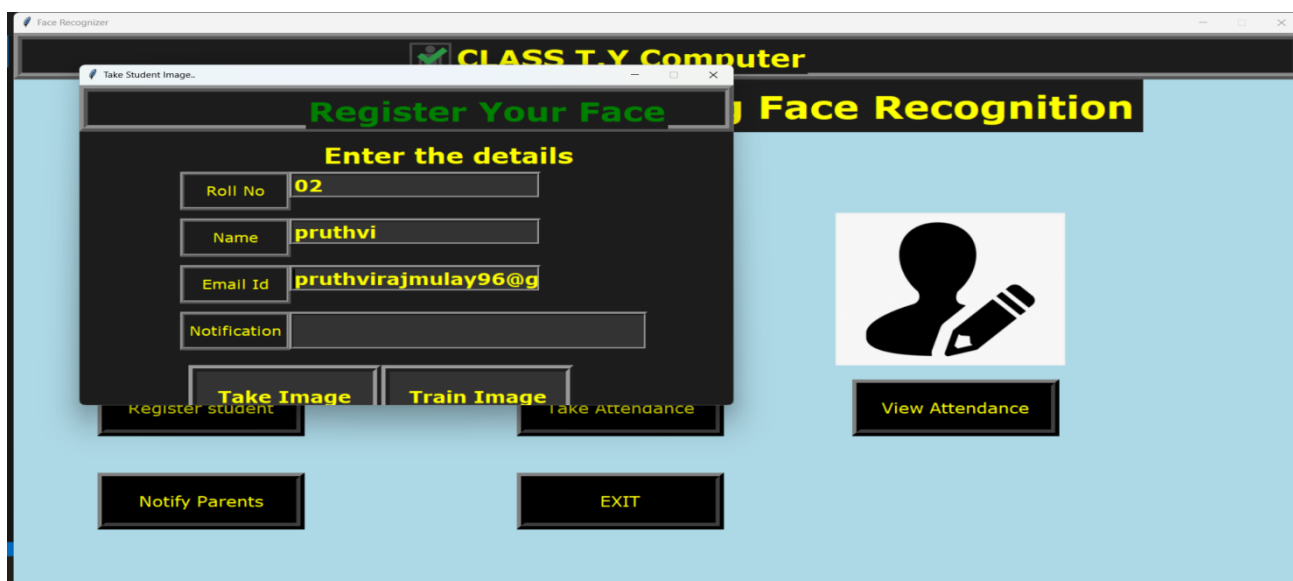 Face Recognizer
CLASS T.Y Computer
Take Student Image..
Register Your Face
Face Recognition
Enter the details
Roll No 02
Name pruthvi
Email Id pruthvirajmulay96@g
Notification
Take Image Train Image
Register student Take Attendance View Attendance
Notify Parents EXIT